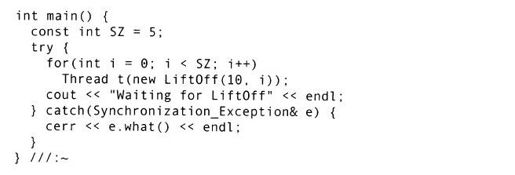 int main() {
  const int SZ = 5;
  try {
    for(int i = 0; i < SZ; i++)
      Thread t(new LiftOff(10, i));
    cout << "Waiting for LiftOff" << endl;
  } catch(Synchronization_Exception& e) {
    cerr << e.what() << endl;
  }
} ///:~